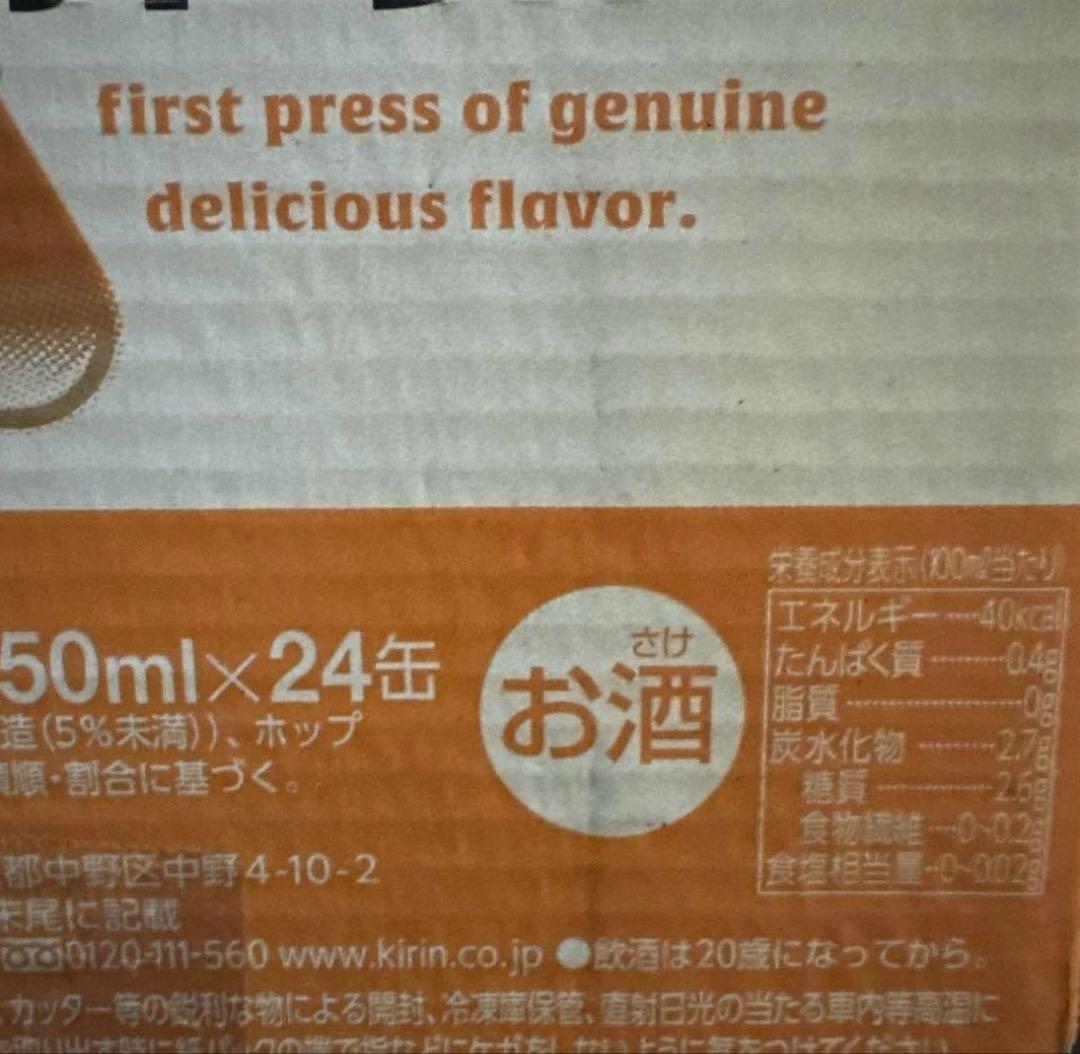 first press of genuine
delicious flavor.
栄養成分表示(100ml当たり)
エネルギー 40kcal
たんぱく質 0.4g
脂質 0g
炭水化物 2.7g
糖質 2.6g
食物繊維 0~0.2g
食塩相当量 0~0.02g
さけ
お酒
50ml×24缶
造(5%未満))、ホップ
順・割合に基づく。
都中野区中野4-10-2
末尾に記載
0120-111-560 www.kirin.co.jp ●飲酒は20歳になってから。
、カッター等の鋭利な物による開封、冷凍庫保管、直射日光の当たる車内等高温に